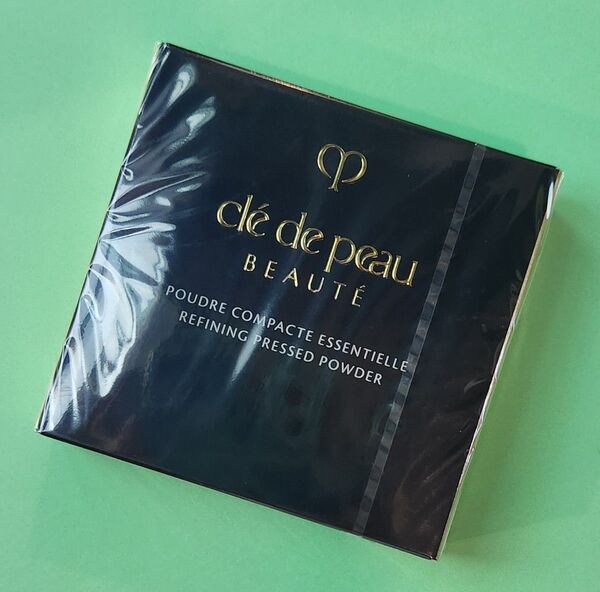 clé de peau
BEAUTÉ
POUDRE COMPACTE ESSENTIELLE
REFINING PRESSED POWDER